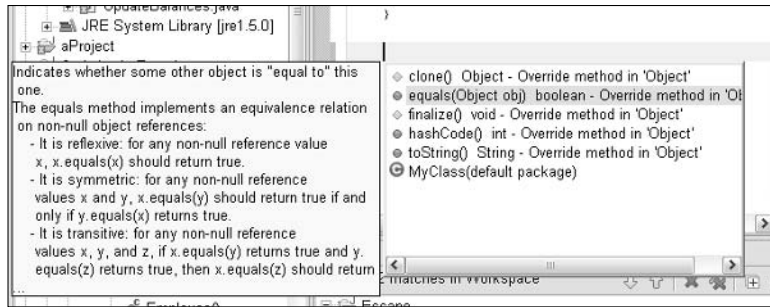 UpdateBalances.java
JRE System Library [jre1.5.0]
aProject
}
Indicates whether some other object is "equal to" this
one.
The equals method implements an equivalence relation
on non-null object references:
- It is reflexive: for any non-null reference value
x, x.equals(x) should return true.
- It is symmetric: for any non-null reference
values x and y, x.equals(y) should return true if and
only if y.equals(x) returns true.
- It is transitive: for any non-null reference
values x, y, and z, if x.equals(y) returns true and y.
equals(z) returns true, then x.equals(z) should return
...
clone() Object - Override method in 'Object'
equals(Object obj) boolean - Override method in 'Ob
finalize() void - Override method in 'Object'
hashCode() int - Override method in 'Object'
toString() String - Override method in 'Object'
MyClass(default package)
matches in Workspace
Employee()
Escape